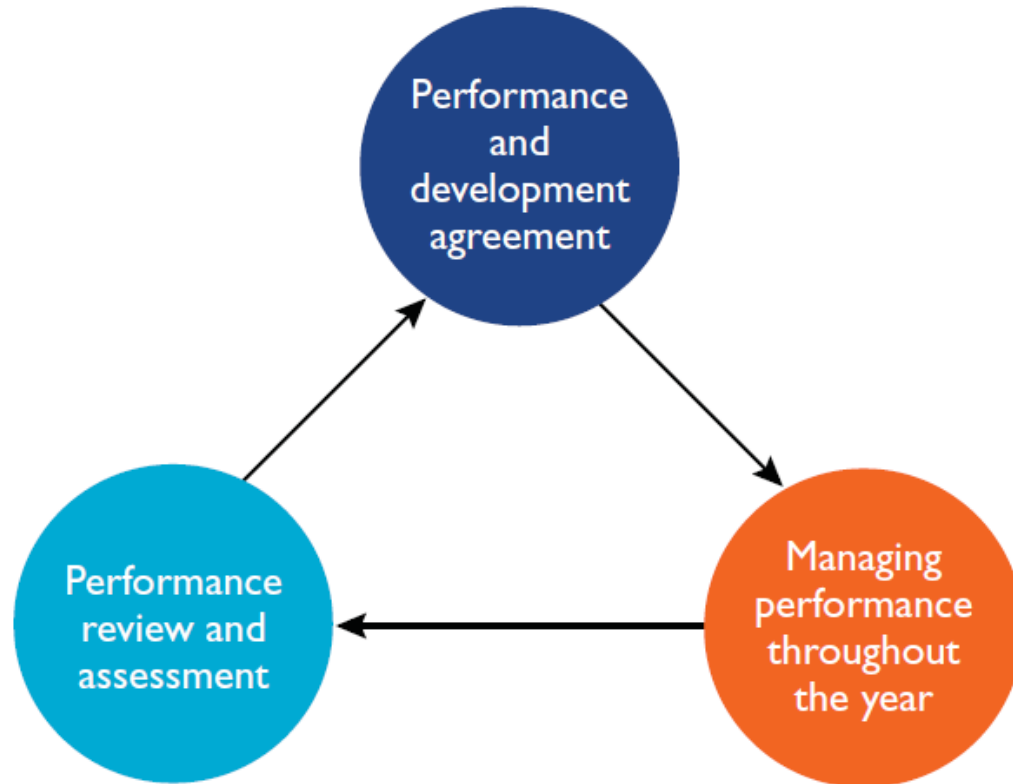 Performance
and
development
agreement
Performance
review and
assessment
Managing
performance
throughout
the year